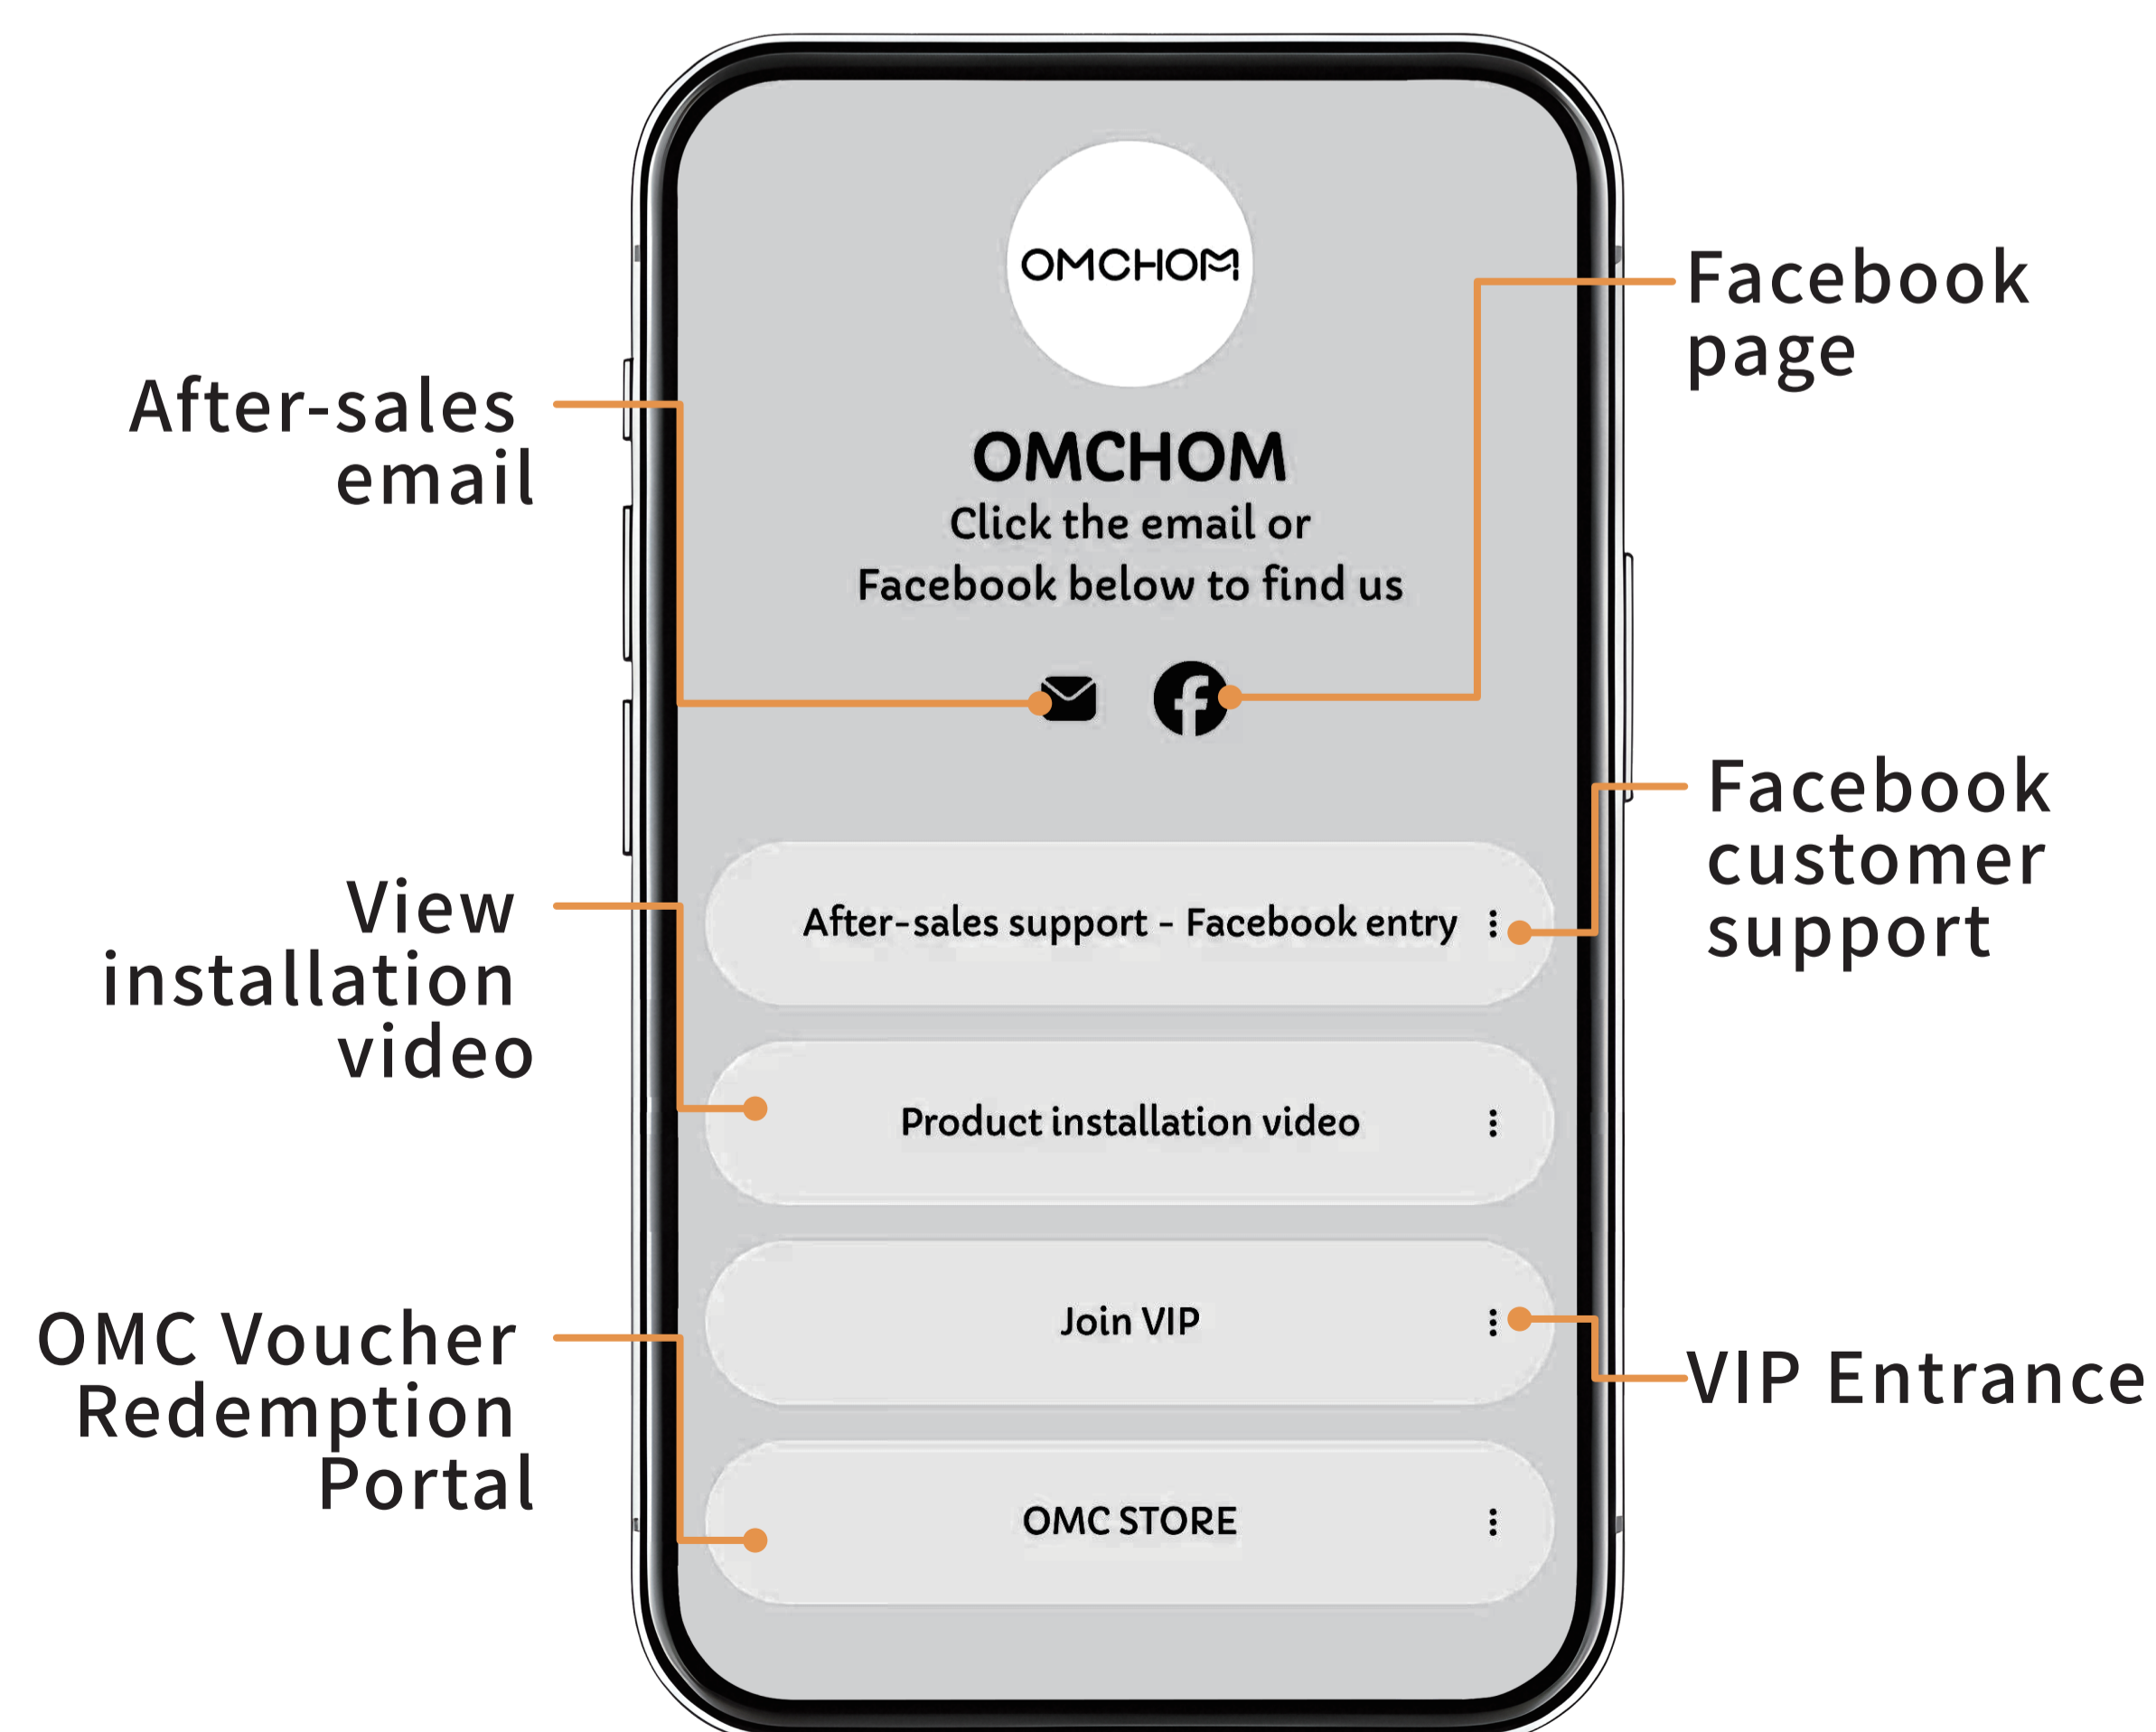 OMCHOM
OMCHOM
Click the email or
Facebook below to find us
After-sales support - Facebook entry
Product installation video
Join VIP
OMC STORE
After-sales
email
View
installation
video
OMC Voucher
Redemption
Portal
Facebook
page
Facebook
customer
support
VIP Entrance